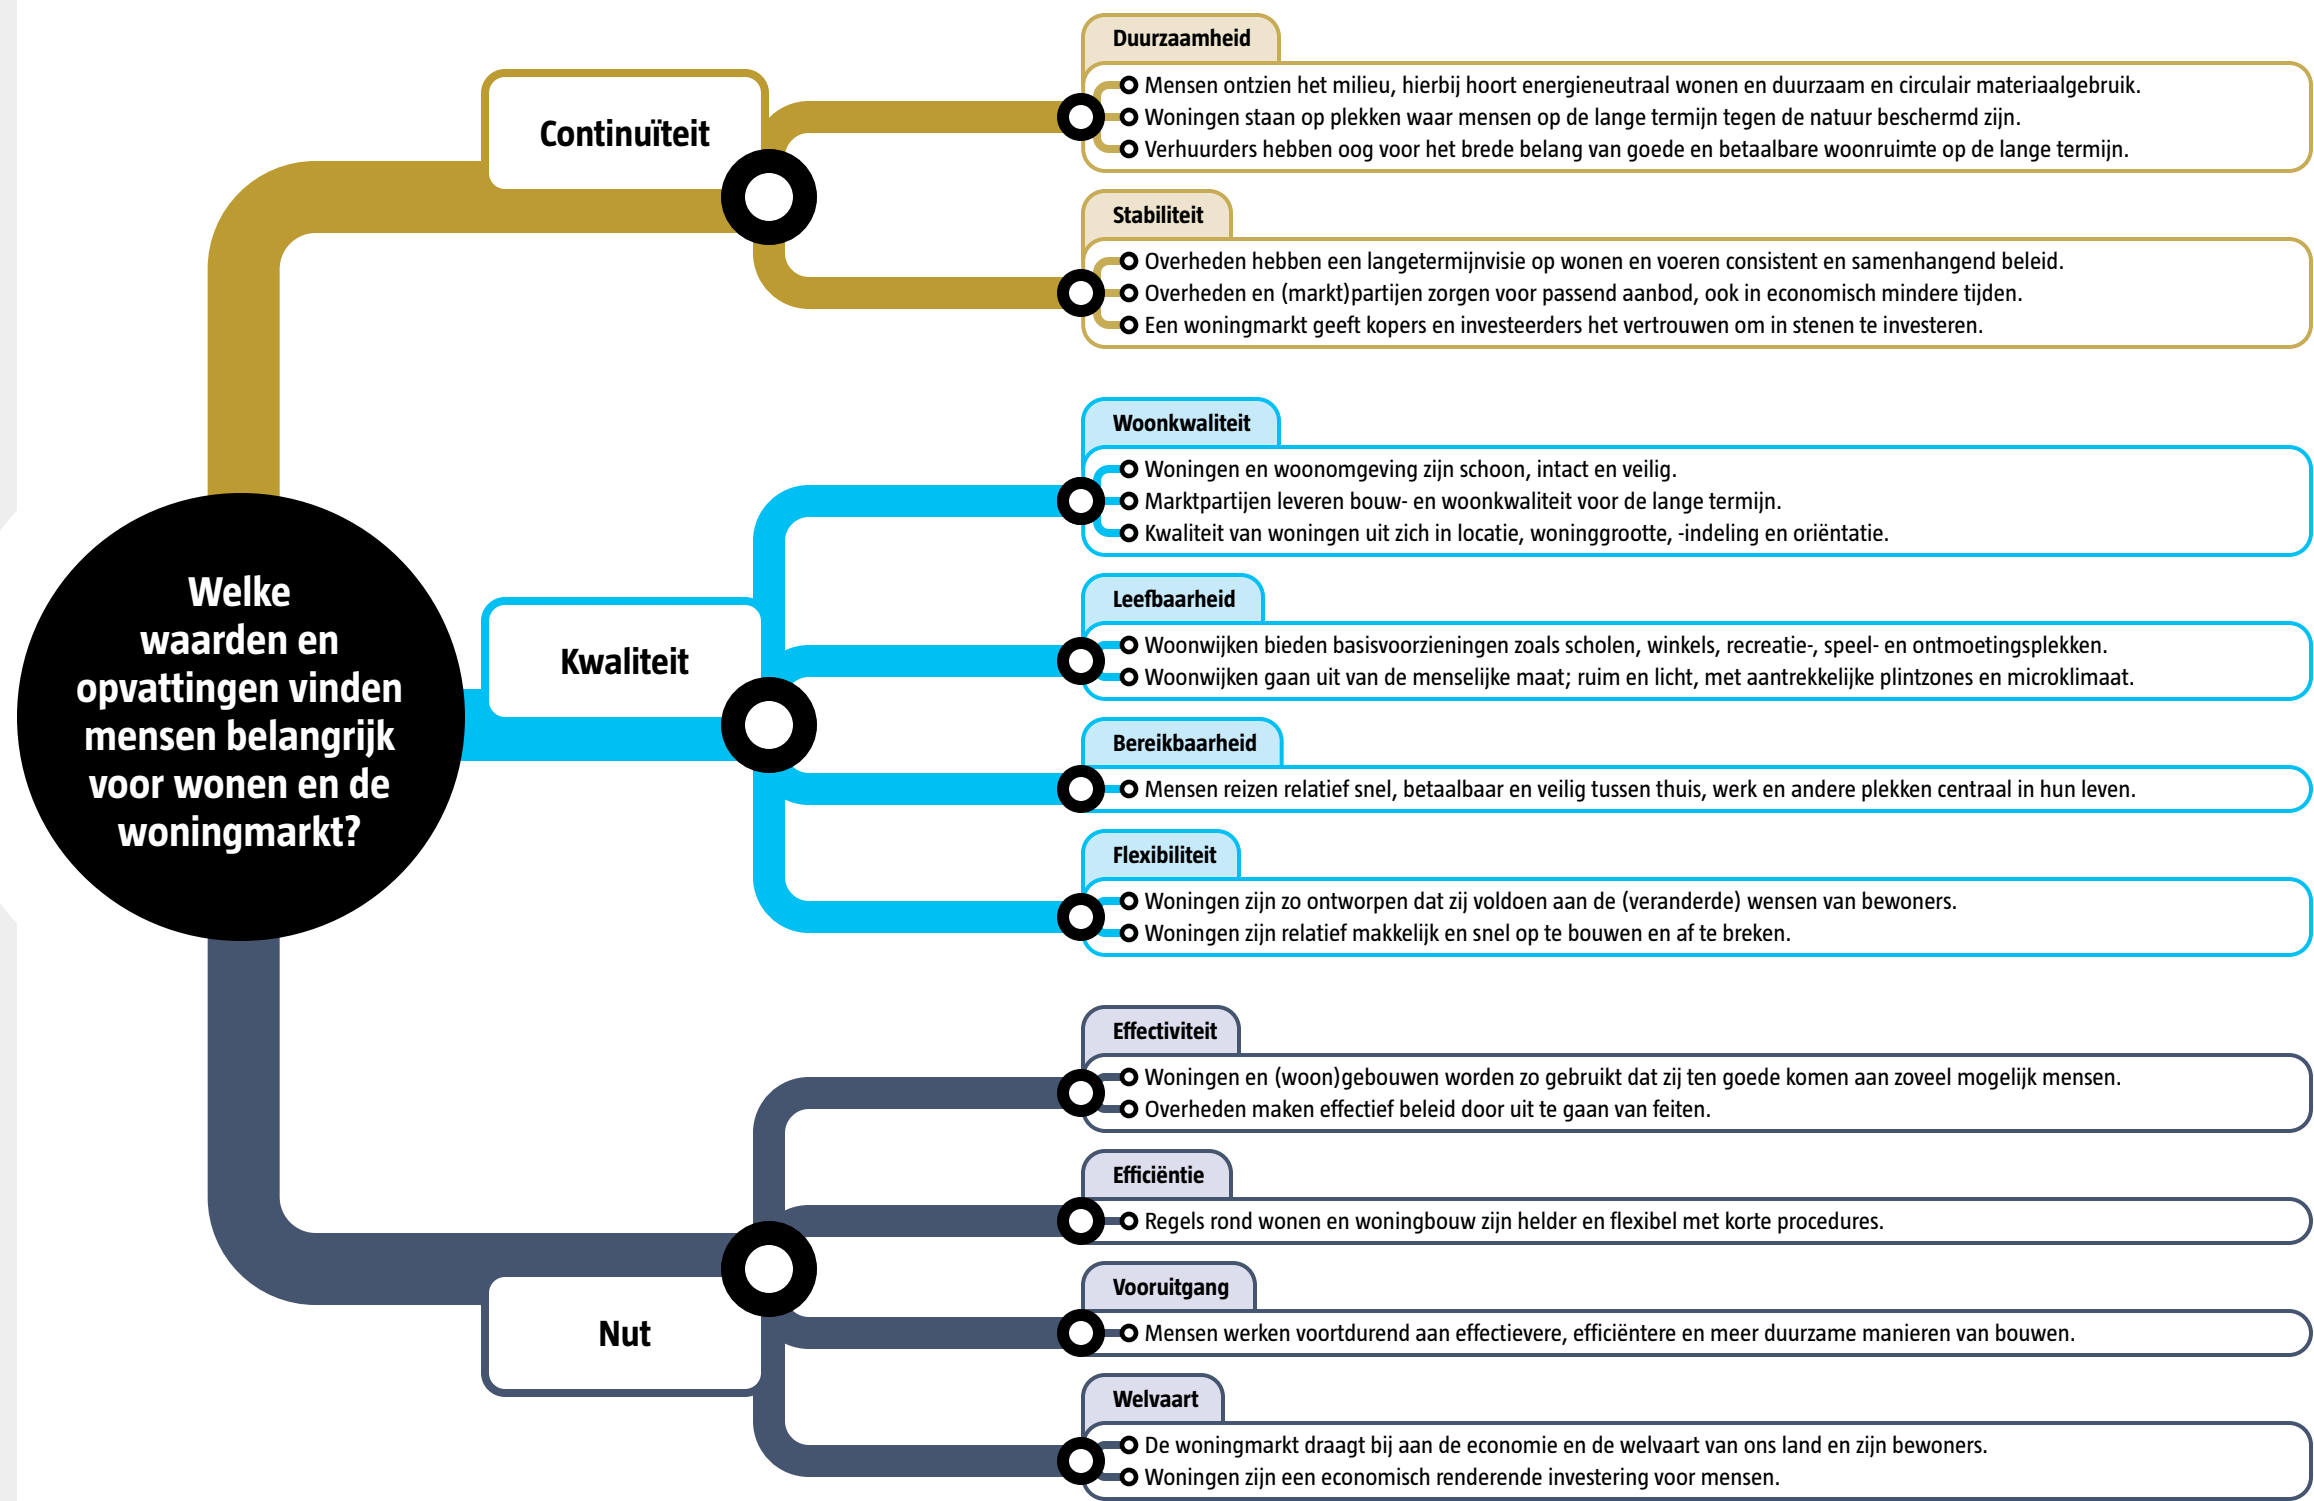 Welke
waarden en
opvattingen vinden
mensen belangrijk
voor wonen en de
woningmarkt?
Continuïteit
Duurzaamheid
Mensen ontzien het milieu, hierbij hoort energieneutraal wonen en duurzaam en circulair materiaalgebruik.
Woningen staan op plekken waar mensen op de lange termijn tegen de natuur beschermd zijn.
Verhuurders hebben oog voor het brede belang van goede en betaalbare woonruimte op de lange termijn.
Stabiliteit
Overheden hebben een langetermijnvisie op wonen en voeren consistent en samenhangend beleid.
Overheden en (markt)partijen zorgen voor passend aanbod, ook in economisch mindere tijden.
Een woningmarkt geeft kopers en investeerders het vertrouwen om in stenen te investeren.
Kwaliteit
Woonkwaliteit
Woningen en woonomgeving zijn schoon, intact en veilig.
Marktpartijen leveren bouw- en woonkwaliteit voor de lange termijn.
Kwaliteit van woningen uit zich in locatie, woninggrootte, -indeling en oriëntatie.
Leefbaarheid
Woonwijken bieden basisvoorzieningen zoals scholen, winkels, recreatie-, speel- en ontmoetingsplekken.
Woonwijken gaan uit van de menselijke maat; ruim en licht, met aantrekkelijke plintzones en microklimaat.
Bereikbaarheid
Mensen reizen relatief snel, betaalbaar en veilig tussen thuis, werk en andere plekken centraal in hun leven.
Flexibiliteit
Woningen zijn zo ontworpen dat zij voldoen aan de (veranderde) wensen van bewoners.
Woningen zijn relatief makkelijk en snel op te bouwen en af te breken.
Nut
Effectiviteit
Woningen en (woon)gebouwen worden zo gebruikt dat zij ten goede komen aan zoveel mogelijk mensen.
Overheden maken effectief beleid door uit te gaan van feiten.
Efficiëntie
Regels rond wonen en woningbouw zijn helder en flexibel met korte procedures.
Vooruitgang
Mensen werken voortdurend aan effectievere, efficiëntere en meer duurzame manieren van bouwen.
Welvaart
De woningmarkt draagt bij aan de economie en de welvaart van ons land en zijn bewoners.
Woningen zijn een economisch renderende investering voor mensen.